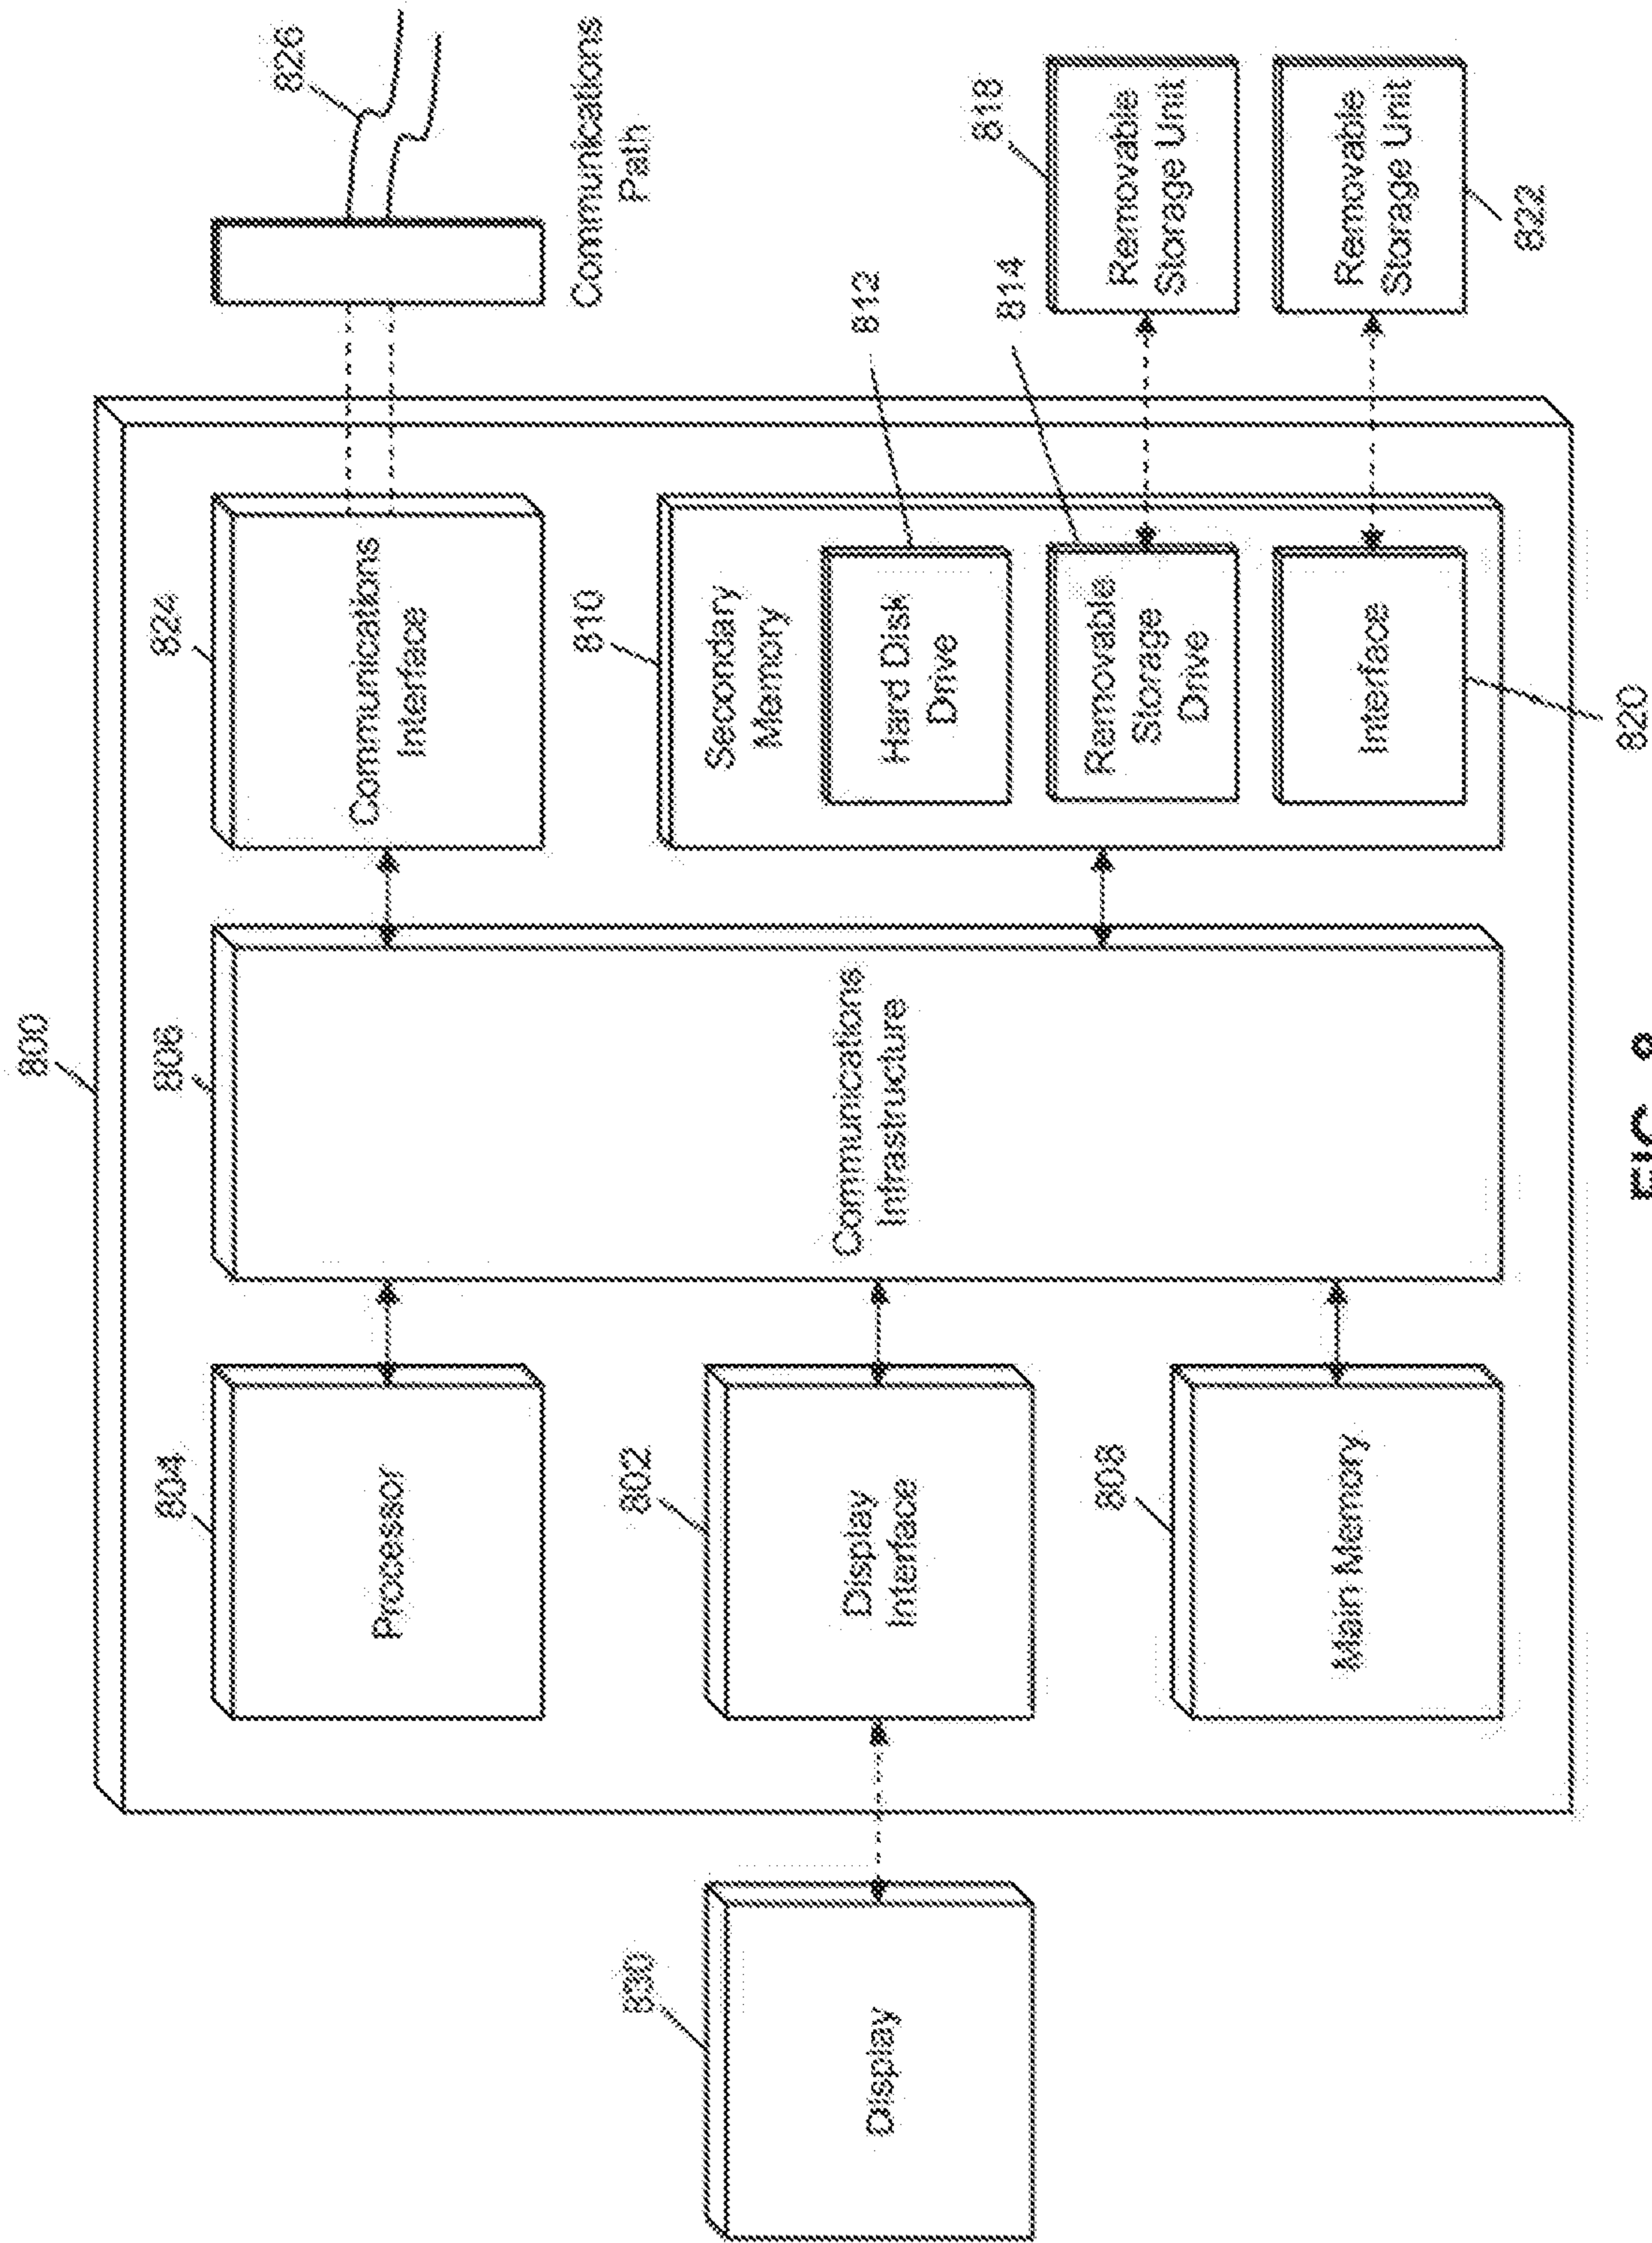 800
804
Processor
830
Display
802
Display
Interface
808
Main Memory
806
Communications
Infrastructure
824
Communications
Interface
826
Communications
Path
810
Secondary
Memory
812
Hard Disk
Drive
814
Removable
Storage
Drive
818
Removable
Storage Unit
Interface
820
Removable
Storage Unit
822
FIG. 8